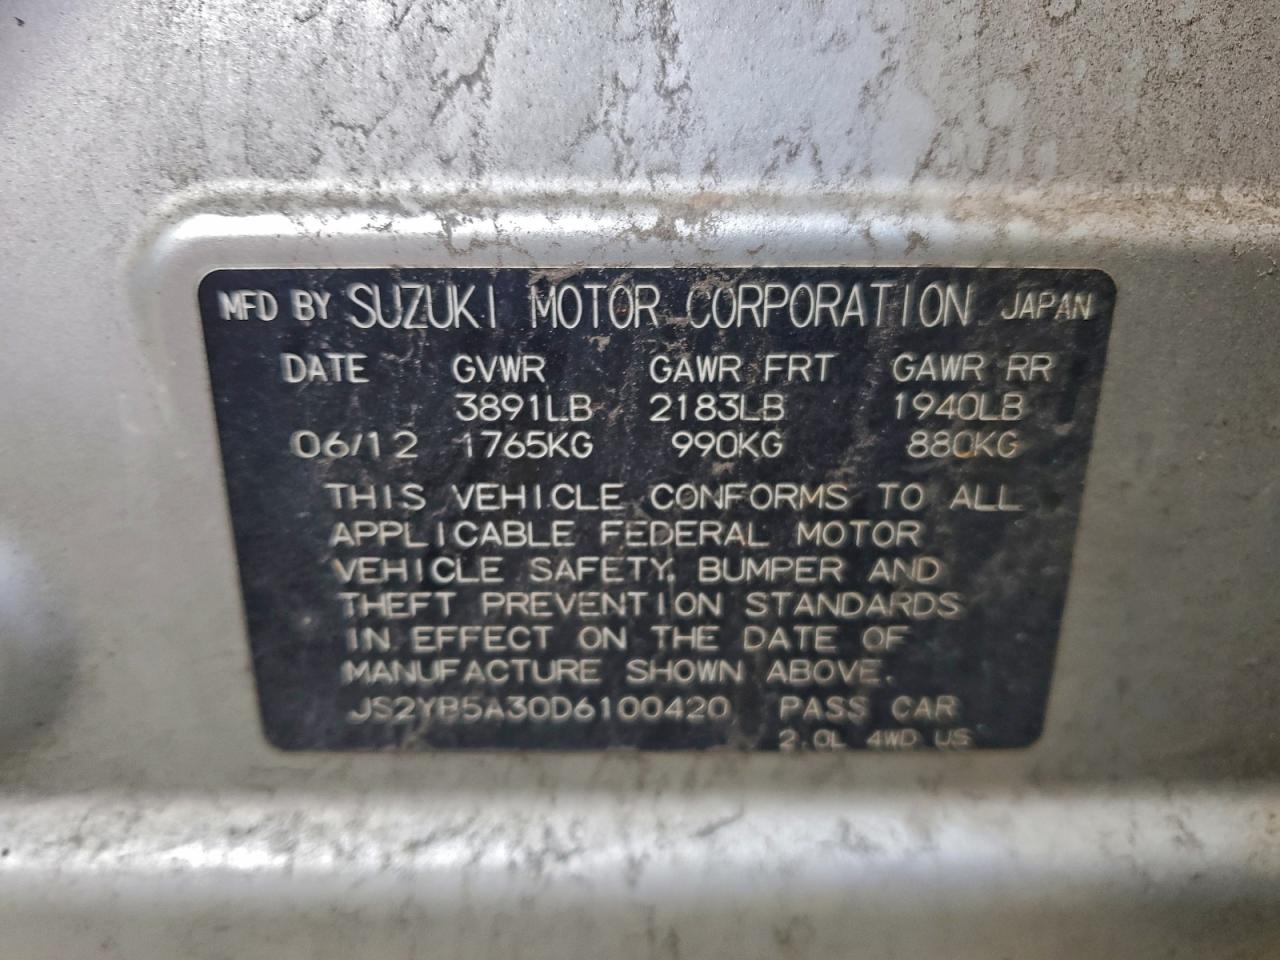 MFD BY SUZUKI MOTOR CORPORATION JAPAN
DATE GVWR GAWR FRT GAWR RR
3891LB 2183LB 1940LB
06/12 1765KG 990KG 880KG
THIS VEHICLE CONFORMS TO ALL
APPLICABLE FEDERAL MOTOR
VEHICLE SAFETY, BUMPER AND
THEFT PREVENTION STANDARDS
IN EFFECT ON THE DATE OF
MANUFACTURE SHOWN ABOVE.
JS2YB5A30D6100420 PASS CAR
2.0L 4WD US